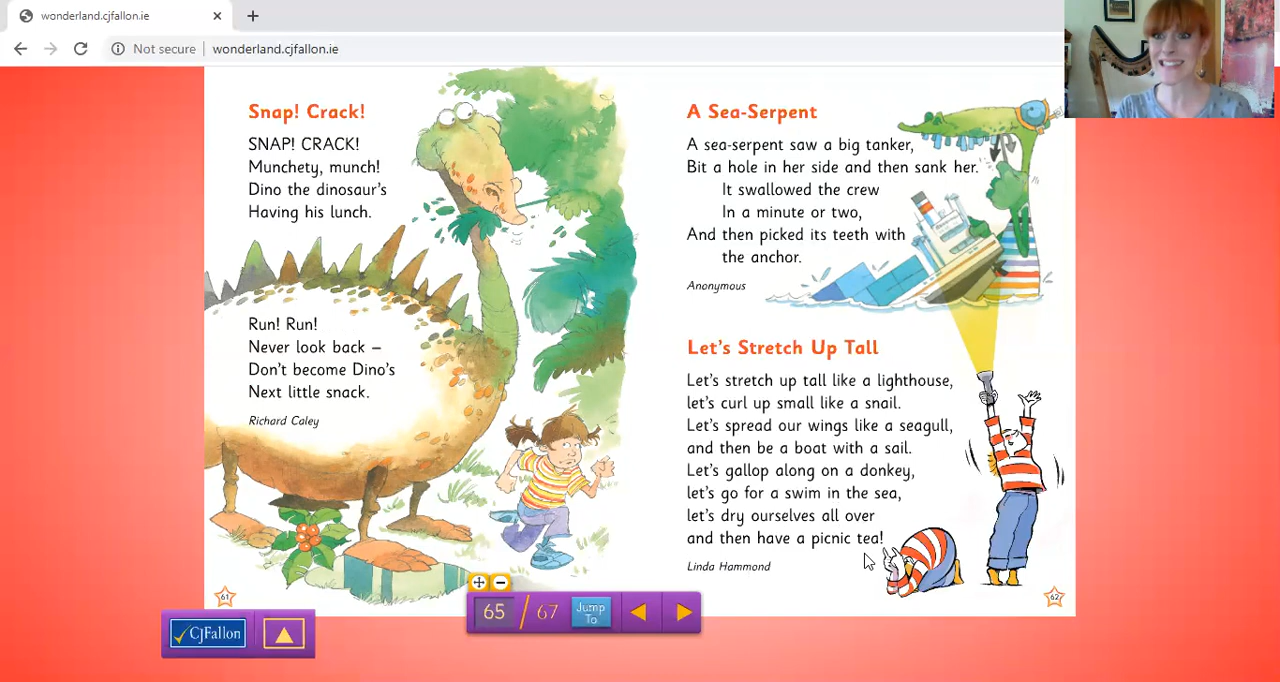 wonderland.cjfallon.ie
Not secure
wonderland.cjfallon.ie
Snap! Crack!
SNAP! CRACK!
Munchety, munch!
Dino the dinosaur's
Having his lunch.
Run! Run!
Never look back –
Don't become Dino's
Next little snack.
Richard Caley
61
A Sea-Serpent
A sea-serpent saw a big tanker,
Bit a hole in her side and then sank her.
It swallowed the crew
In a minute or two,
And then picked its teeth with
the anchor.
Anonymous
Let's Stretch Up Tall
Let's stretch up tall like a lighthouse,
let's curl up small like a snail.
Let's spread our wings like a seagull,
and then be a boat with a sail.
Let's gallop along on a donkey,
let's go for a swim in the sea,
let's dry ourselves all over
and then have a picnic tea!
Linda Hammond
62
CJFallon
65 / 67
Jump
To